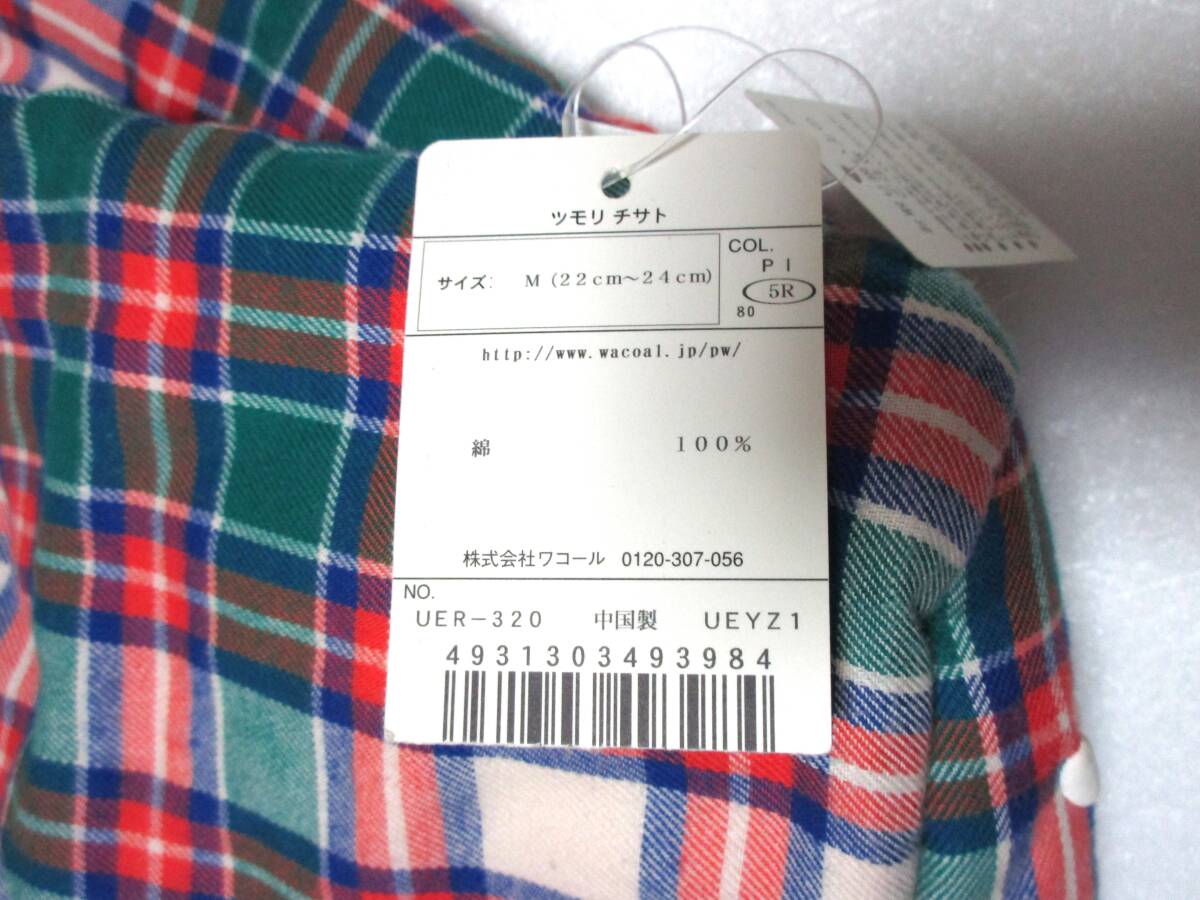 ツモリ チサト
サイズ: M (22cm〜24cm)
COL.
P I
5R
80
http://www.wacoal.jp/pw/
綿 100%
株式会社ワコール 0120-307-056
NO.
UER-320 中国製 UEYZ1
4931303493984